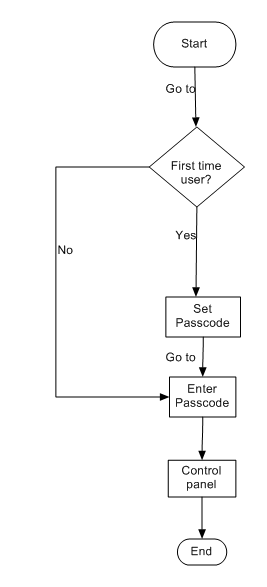 Start
Go to
First time
user?
Yes
No
Set
Passcode
Go to
Enter
Passcode
Control
panel
End